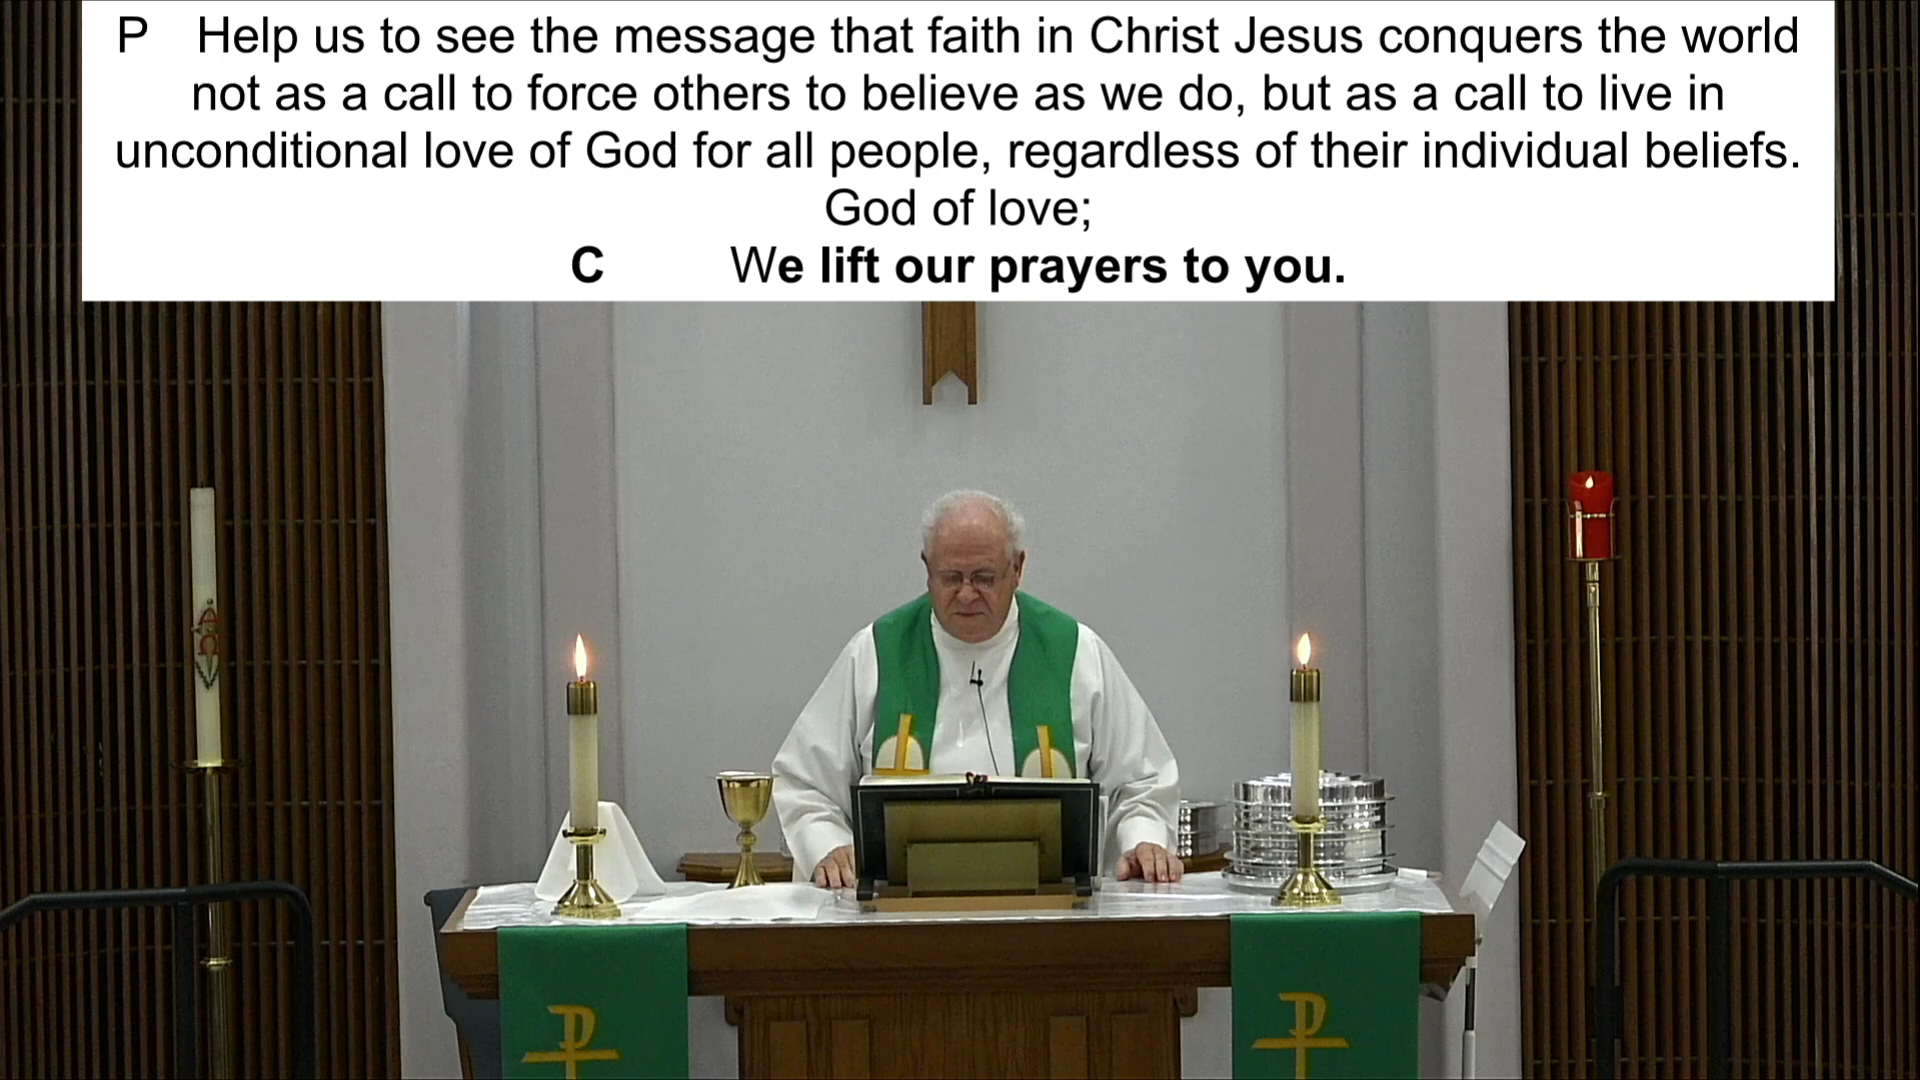 P Help us to see the message that faith in Christ Jesus conquers the world
not as a call to force others to believe as we do, but as a call to live in
unconditional love of God for all people, regardless of their individual beliefs.
God of love;
C We lift our prayers to you.